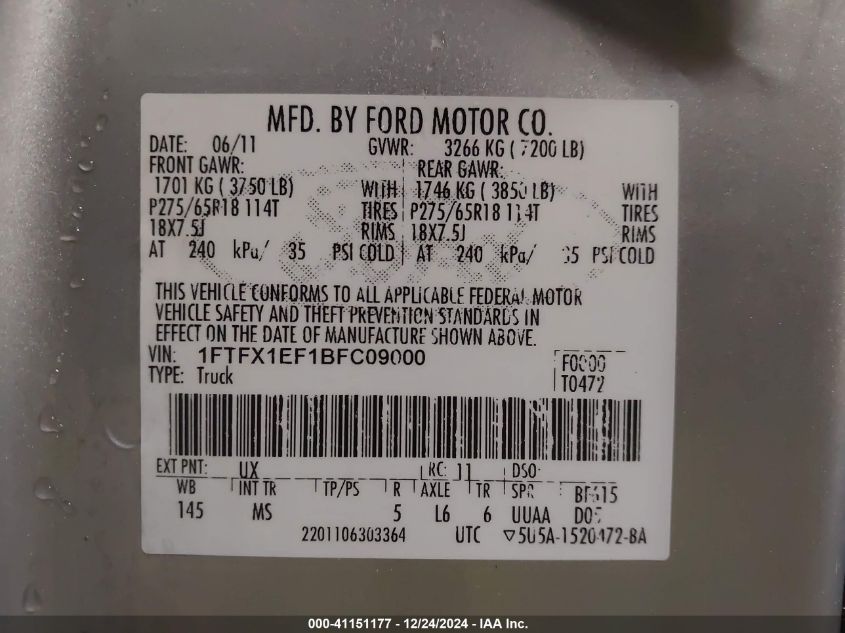 MFD. BY FORD MOTOR CO.
DATE: 06/11 GVWR: 3266 KG ( 7200 LB)
FRONT GAWR: REAR GAWR:
1701 KG ( 3750 LB) WITH 1746 KG ( 3850 LB) WITH
P275/65R18 114T TIRES P275/65R18 114T TIRES
18X7.5J RIMS 18X7.5J RIMS
AT 240 kPa/ 35 PSI COLD AT 240 kPa/ 35 PSI COLD
THIS VEHICLE CONFORMS TO ALL APPLICABLE FEDERAL MOTOR
VEHICLE SAFETY AND THEFT PREVENTION STANDARDS IN
EFFECT ON THE DATE OF MANUFACTURE SHOWN ABOVE.
VIN: 1FTFX1EF1BFC09000
F0000
TYPE: Truck T0472
EXT PNT: UX RC: 11 DSO:
WB INT TR TP/PS R AXLE TR SPR
145 MS 5 L6 6 UUAA
2201106303364 UTC ▽5U5A-1520472-BA
000-41151177 - 12/24/2024 - IAA Inc.